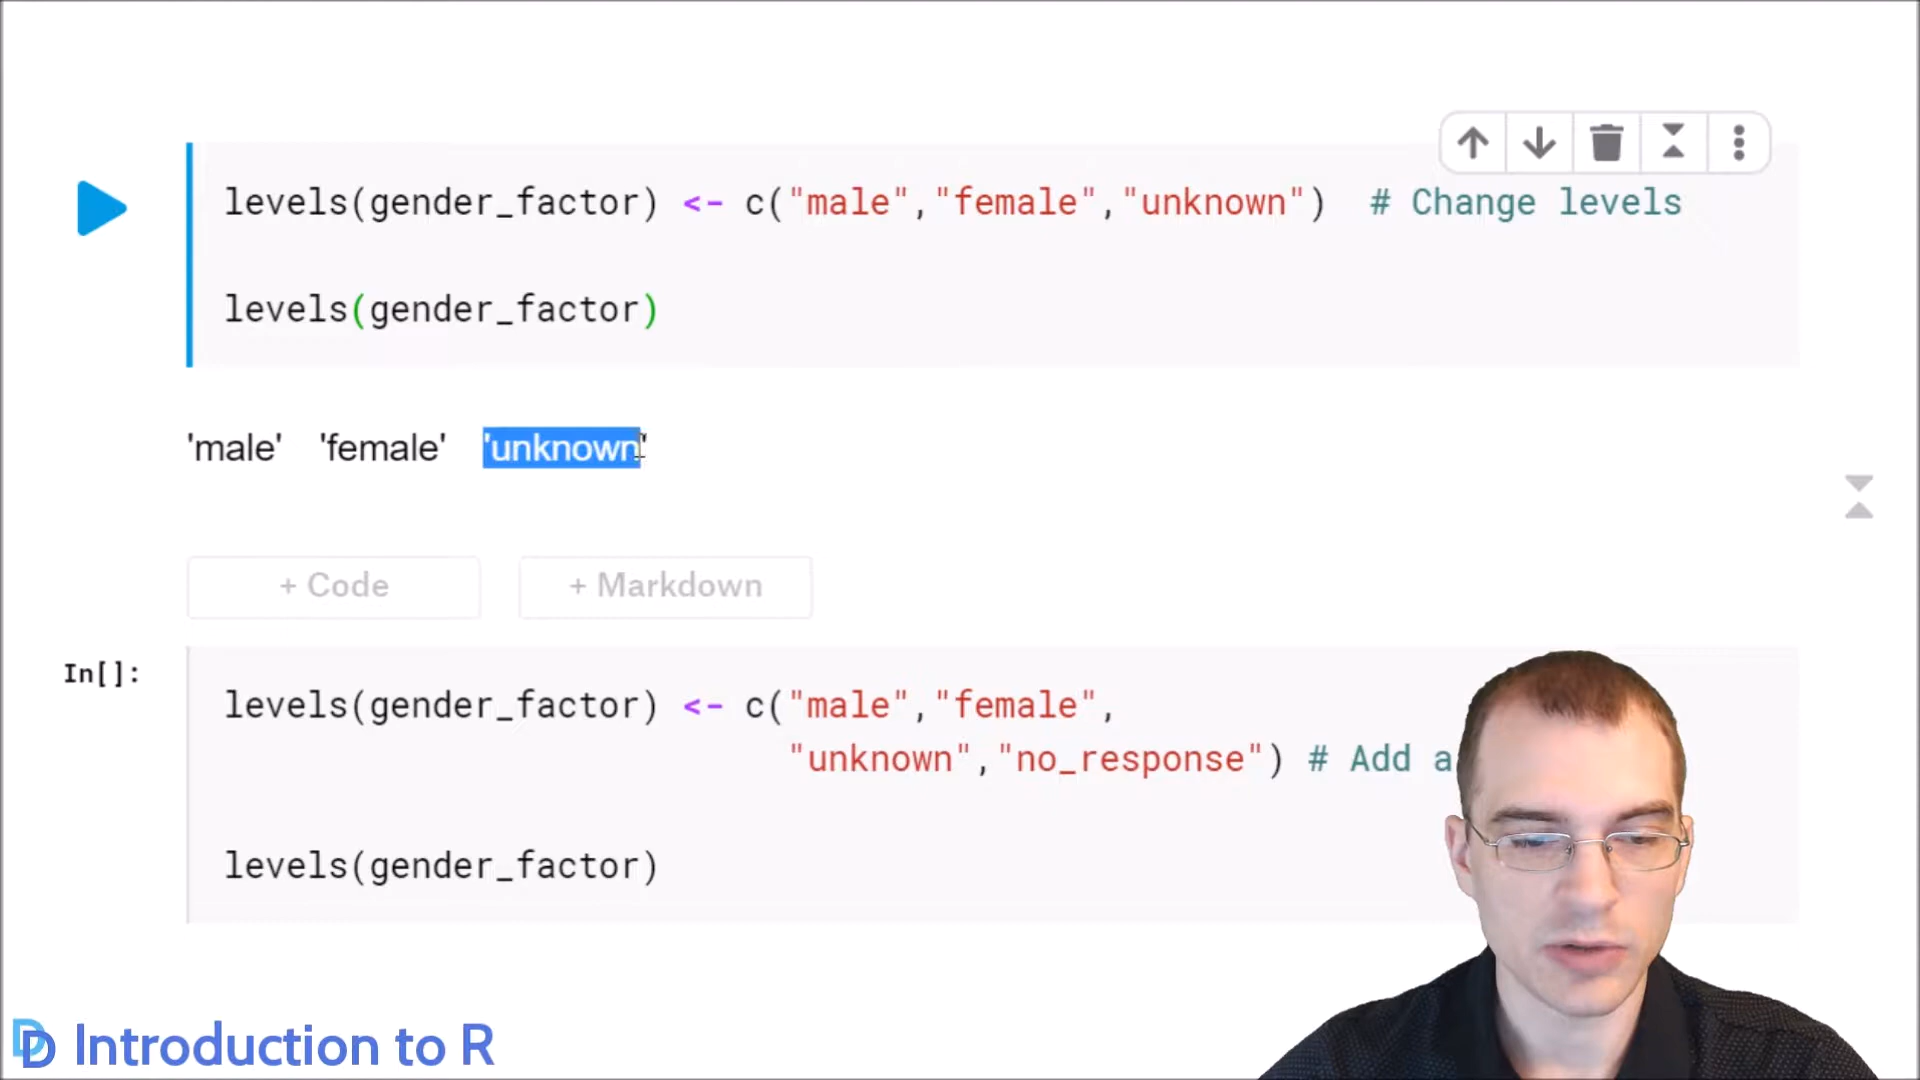 levels(gender_factor) <- c("male","female","unknown")  # Change levels
levels(gender_factor)
'male' 'female' 'unknown'
+ Code
+ Markdown
In[]:
levels(gender_factor) <- c("male","female",
"unknown","no_response") # Add a
levels(gender_factor)
D Introduction to R